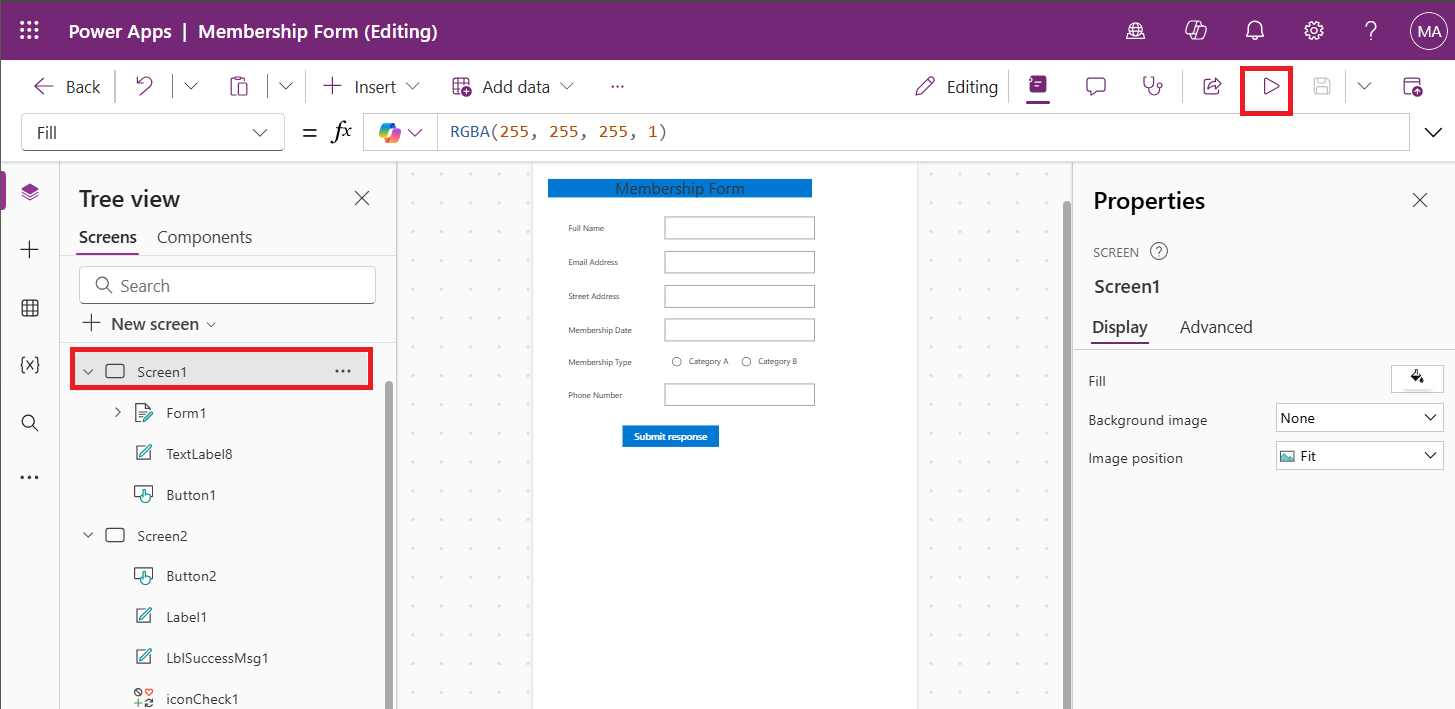 Power Apps | Membership Form (Editing)
? MA
Back Insert Add data ... Editing
Fill = fx RGBA(255, 255, 255, 1)
Tree view
Screens Components
Search
New screen
Screen1 ...
Form1
TextLabel8
Button1
Screen2
Button2
Label1
LblSuccessMsg1
iconCheck1
{x}
Membership Form
Full Name
Email Address
Street Address
Membership Date
Membership Type Category A Category B
Phone Number
Submit response
Properties
SCREEN ?
Screen1
Display Advanced
Fill
Background image None
Image position Fit